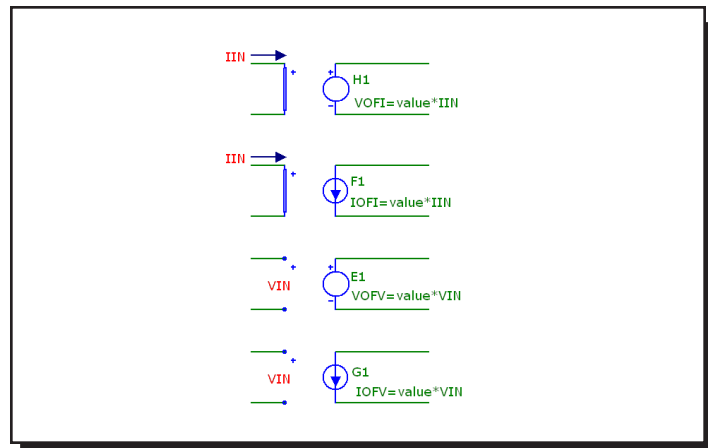 IIN
+
+
H1
-
VOFI=value*IIN
IIN
+
F1
IOFI=value*IIN
+
+
VIN
E1
-
VOFV=value*VIN
+
VIN
G1
IOFV=value*VIN